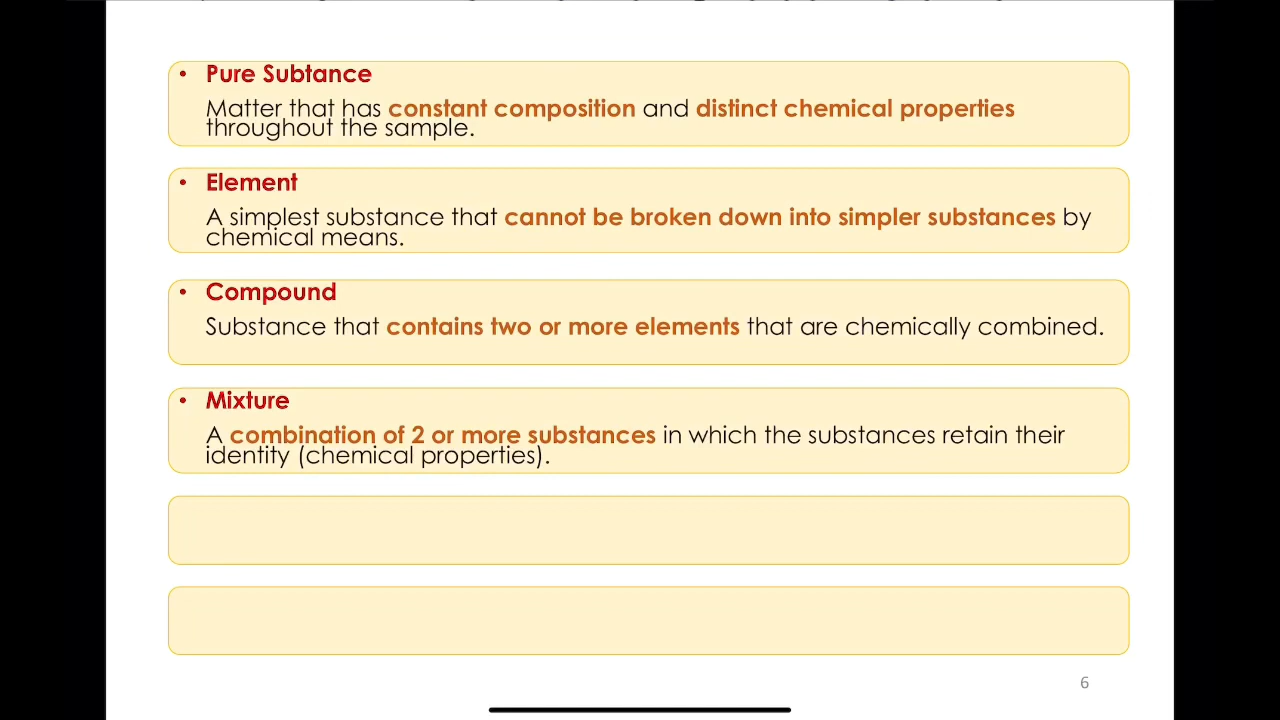 • Pure Subtance
Matter that has constant composition and distinct chemical properties
throughout the sample.
• Element
A simplest substance that cannot be broken down into simpler substances by
chemical means.
• Compound
Substance that contains two or more elements that are chemically combined.
• Mixture
A combination of 2 or more substances in which the substances retain their
identity (chemical properties).
6